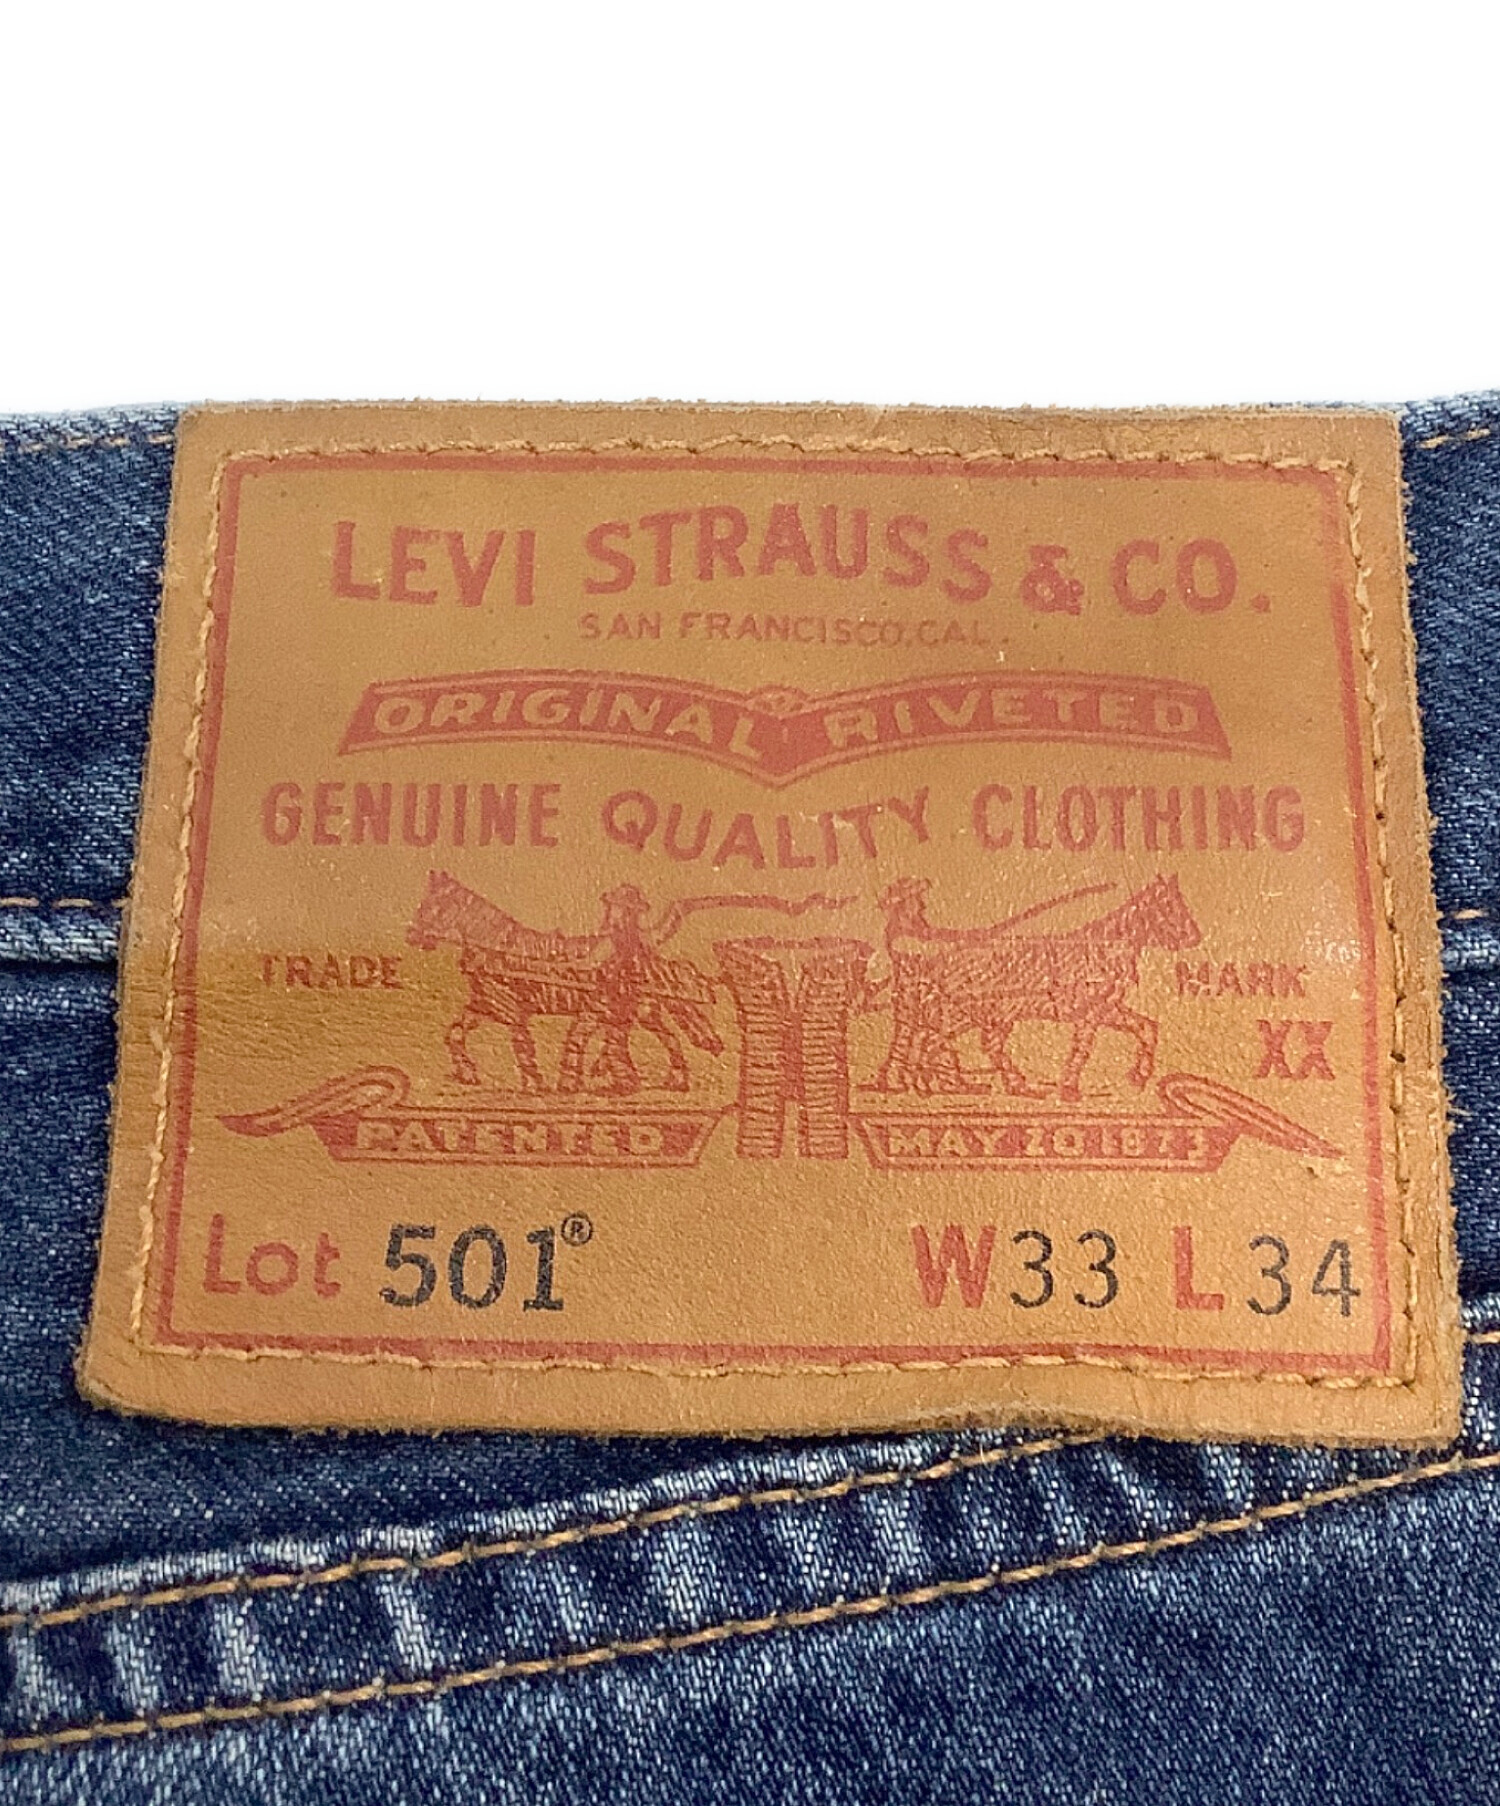 LEVI STRAUSS & CO.
SAN FRANCISCO, CAL.
ORIGINAL RIVETED
GENUINE QUALITY CLOTHING
TRADE MARK
XX
PATENTED MAY 20 1873
Lot 501® W33 L34